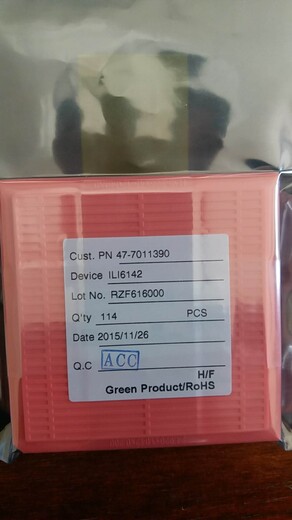 Cust. PN 47-7011390
Device ILI6142
Lot No. RZF616000
Q'ty 114 PCS
Date 2015/11/26
Q.C ACC
H/F
Green Product/RoHS